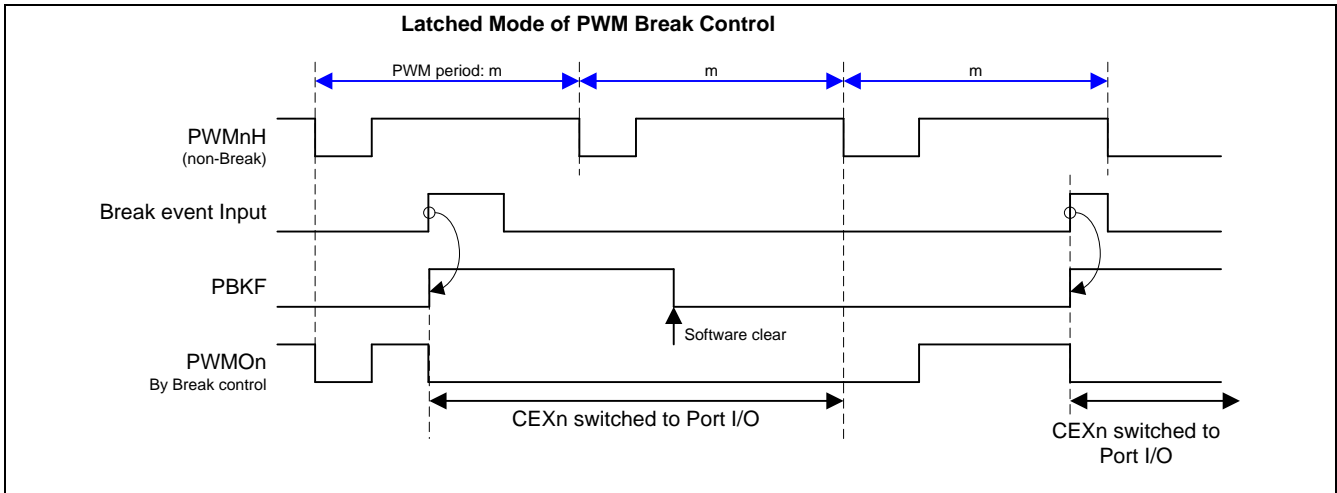 Latched Mode of PWM Break Control
PWM period: m
m
m
PWMnH
(non-Break)
Break event Input
PBKF
Software clear
PWMOn
By Break control
CEXn switched to Port I/O
CEXn switched to
Port I/O